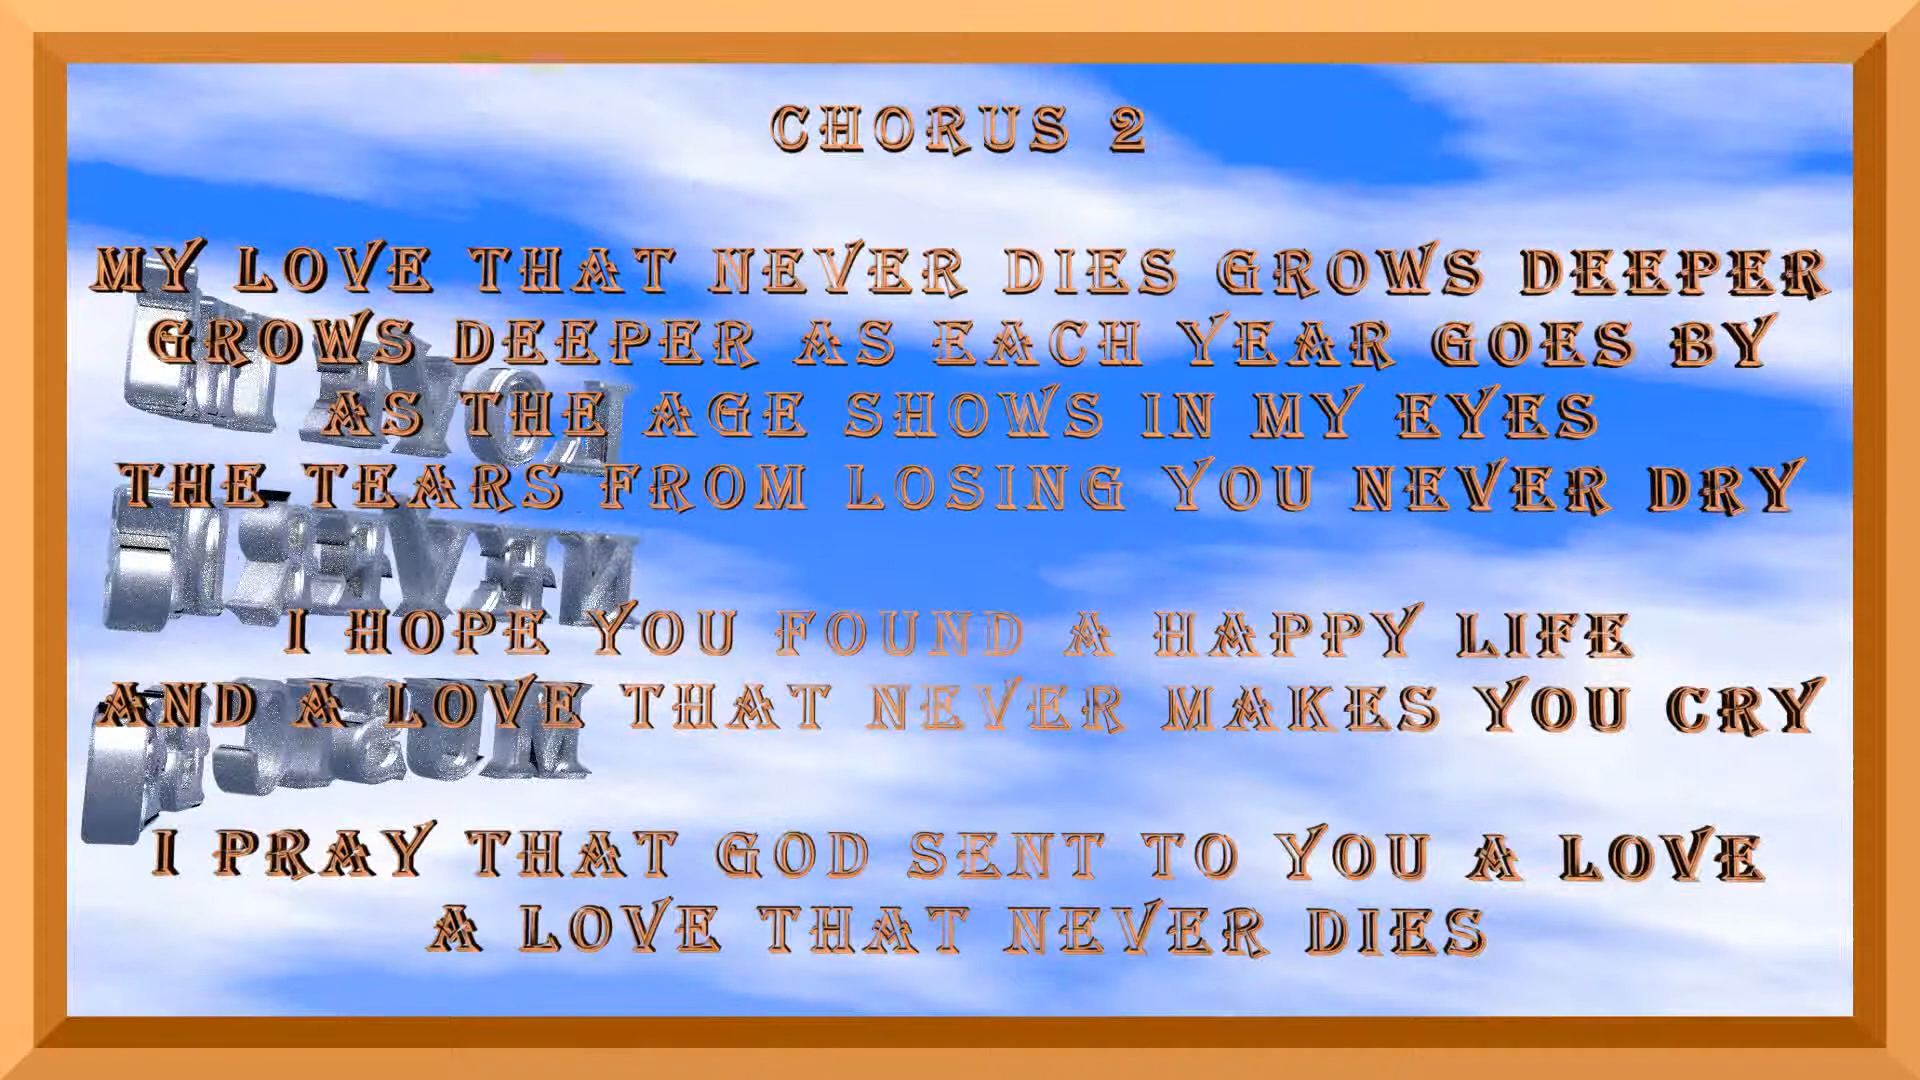 CHORUS 2
MY LOVE THAT NEVER DIES GROWS DEEPER
GROWS DEEPER AS EACH YEAR GOES BY
AS THE AGE SHOWS IN MY EYES
THE TEARS FROM LOSING YOU NEVER DRY
I HOPE YOU FOUND A HAPPY LIFE
AND A LOVE THAT NEVER MAKES YOU CRY
I PRAY THAT GOD SENT TO YOU A LOVE
A LOVE THAT NEVER DIES